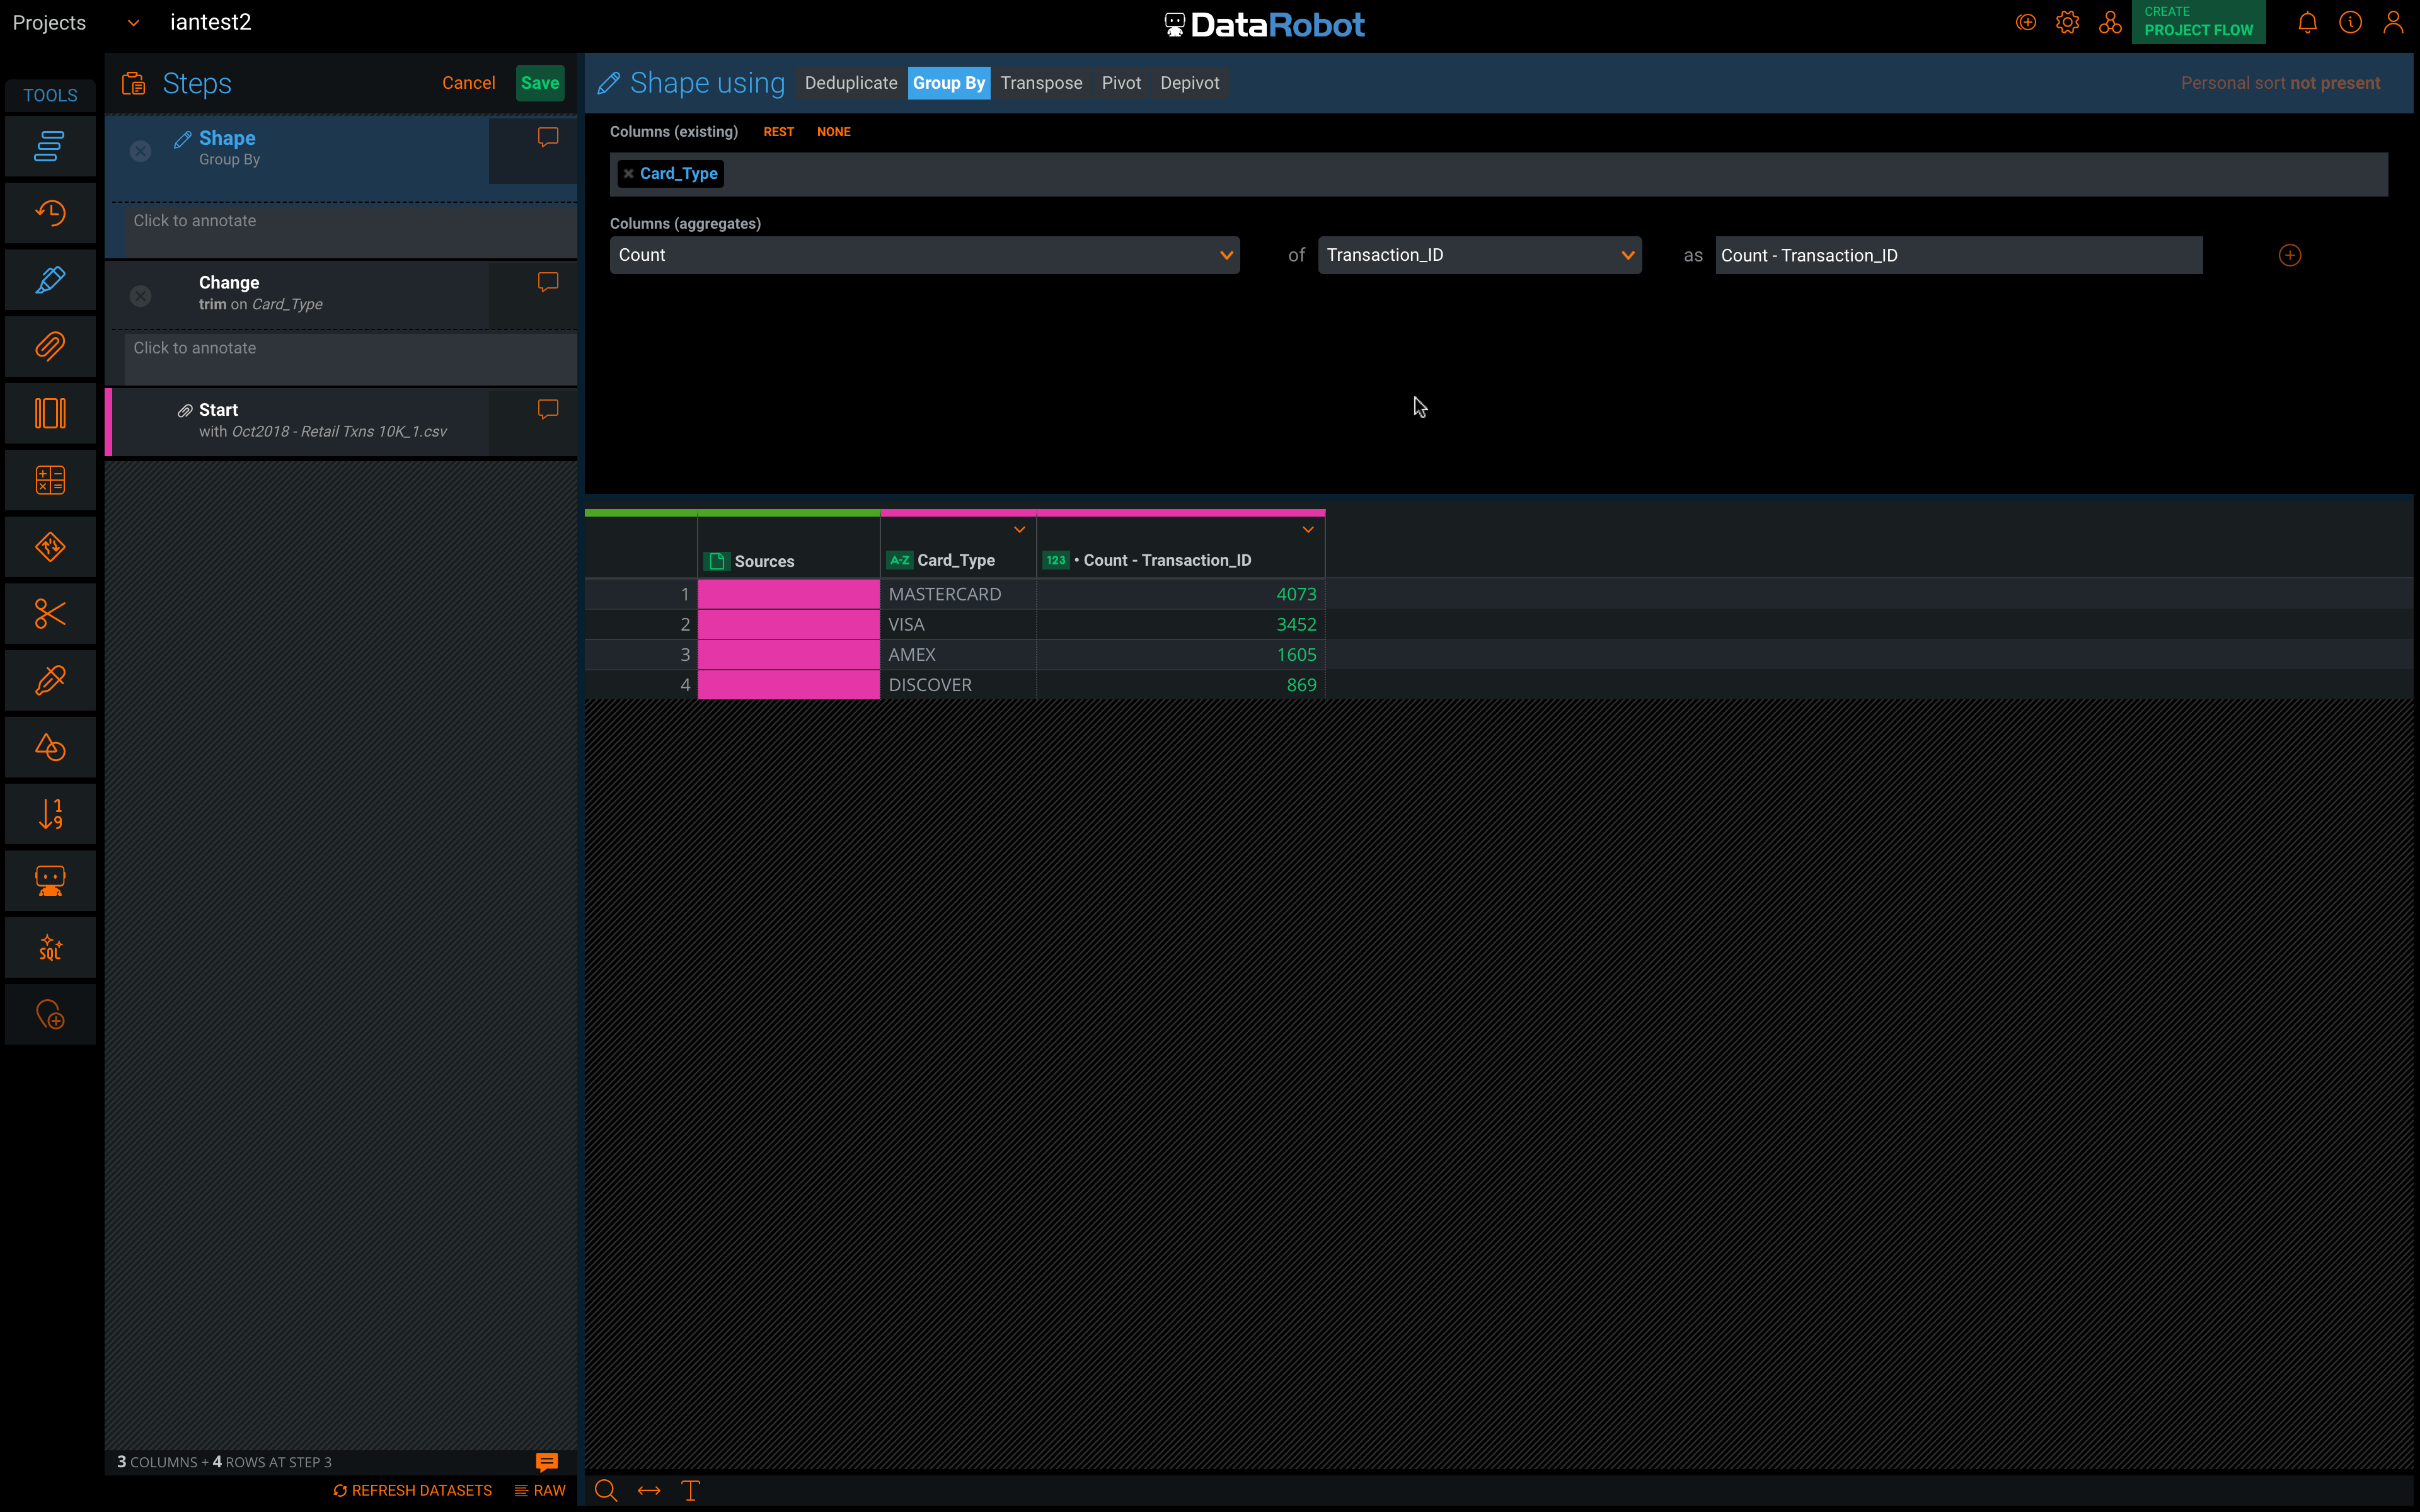 Projects iantest2 DataRobot CREATE PROJECT FLOW
TOOLS
Steps Cancel Save
Shape
Group By
Click to annotate
Change
trim on Card_Type
Click to annotate
Start
with Oct2018 - Retail Txns 10K_1.csv
SQL
3 COLUMNS + 4 ROWS AT STEP 3
REFRESH DATASETS RAW
Shape using Deduplicate Group By Transpose Pivot Depivot Personal sort not present
Columns (existing) REST NONE
Card_Type
Columns (aggregates)
Count of Transaction_ID as Count - Transaction_ID
Sources A-Z Card_Type 123 • Count - Transaction_ID
1 MASTERCARD 4073
2 VISA 3452
3 AMEX 1605
4 DISCOVER 869